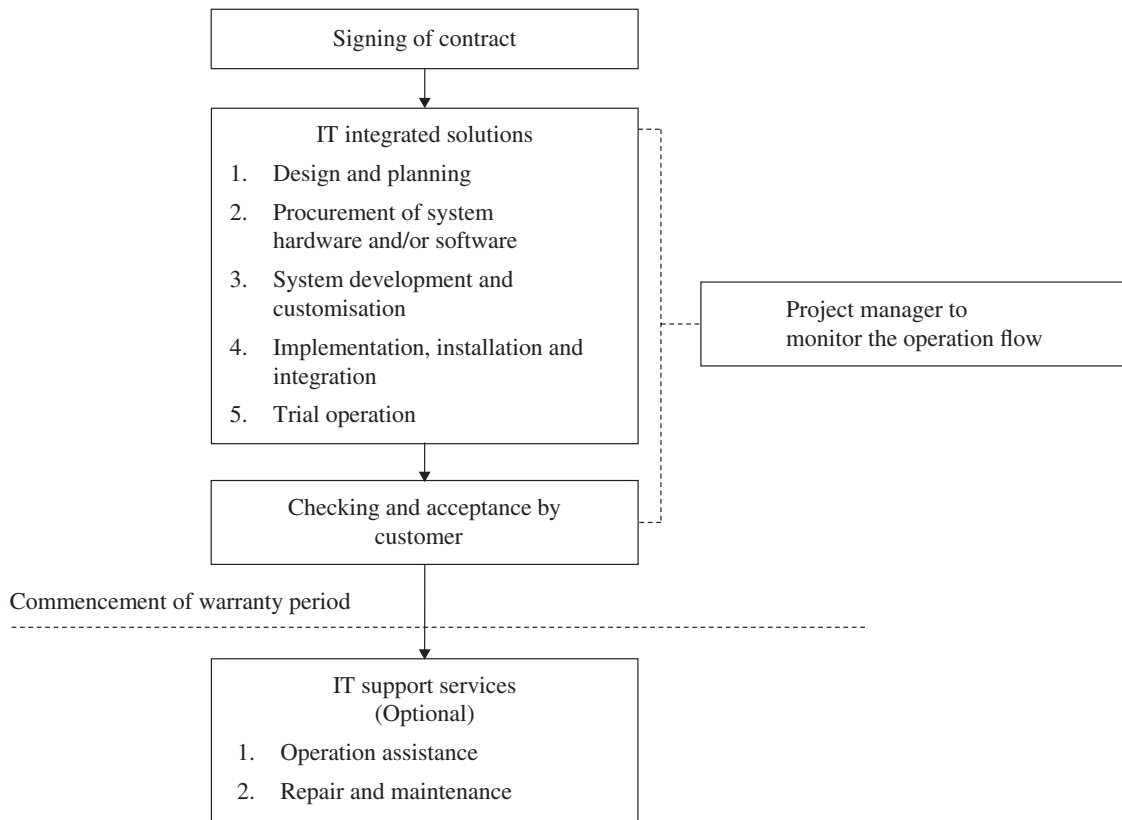 Signing of contract
IT integrated solutions
1. Design and planning
2. Procurement of system
hardware and/or software
3. System development and
customisation
4. Implementation, installation and
integration
5. Trial operation
Project manager to
monitor the operation flow
Checking and acceptance by
customer
Commencement of warranty period
IT support services
(Optional)
1. Operation assistance
2. Repair and maintenance